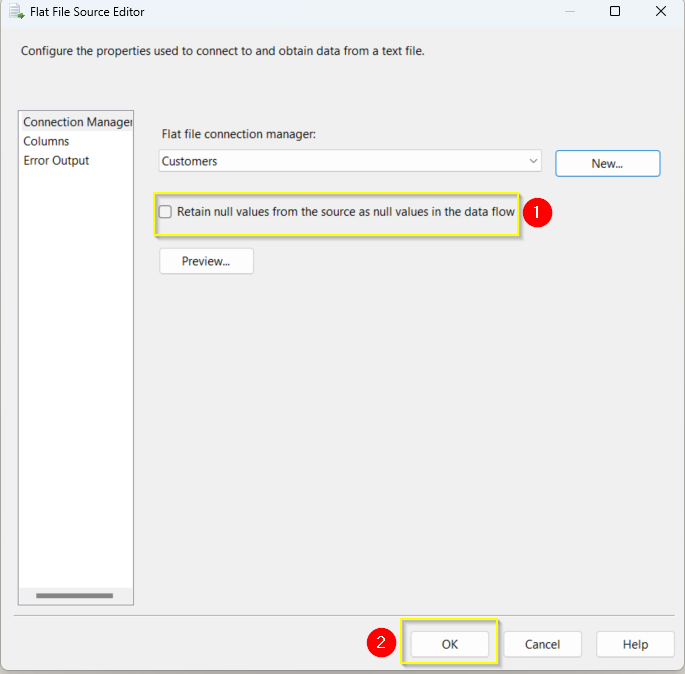 Flat File Source Editor
Configure the properties used to connect to and obtain data from a text file.
Connection Manager
Columns
Error Output
Flat file connection manager:
Customers
New...
Retain null values from the source as null values in the data flow
1
Preview...
2
OK
Cancel
Help